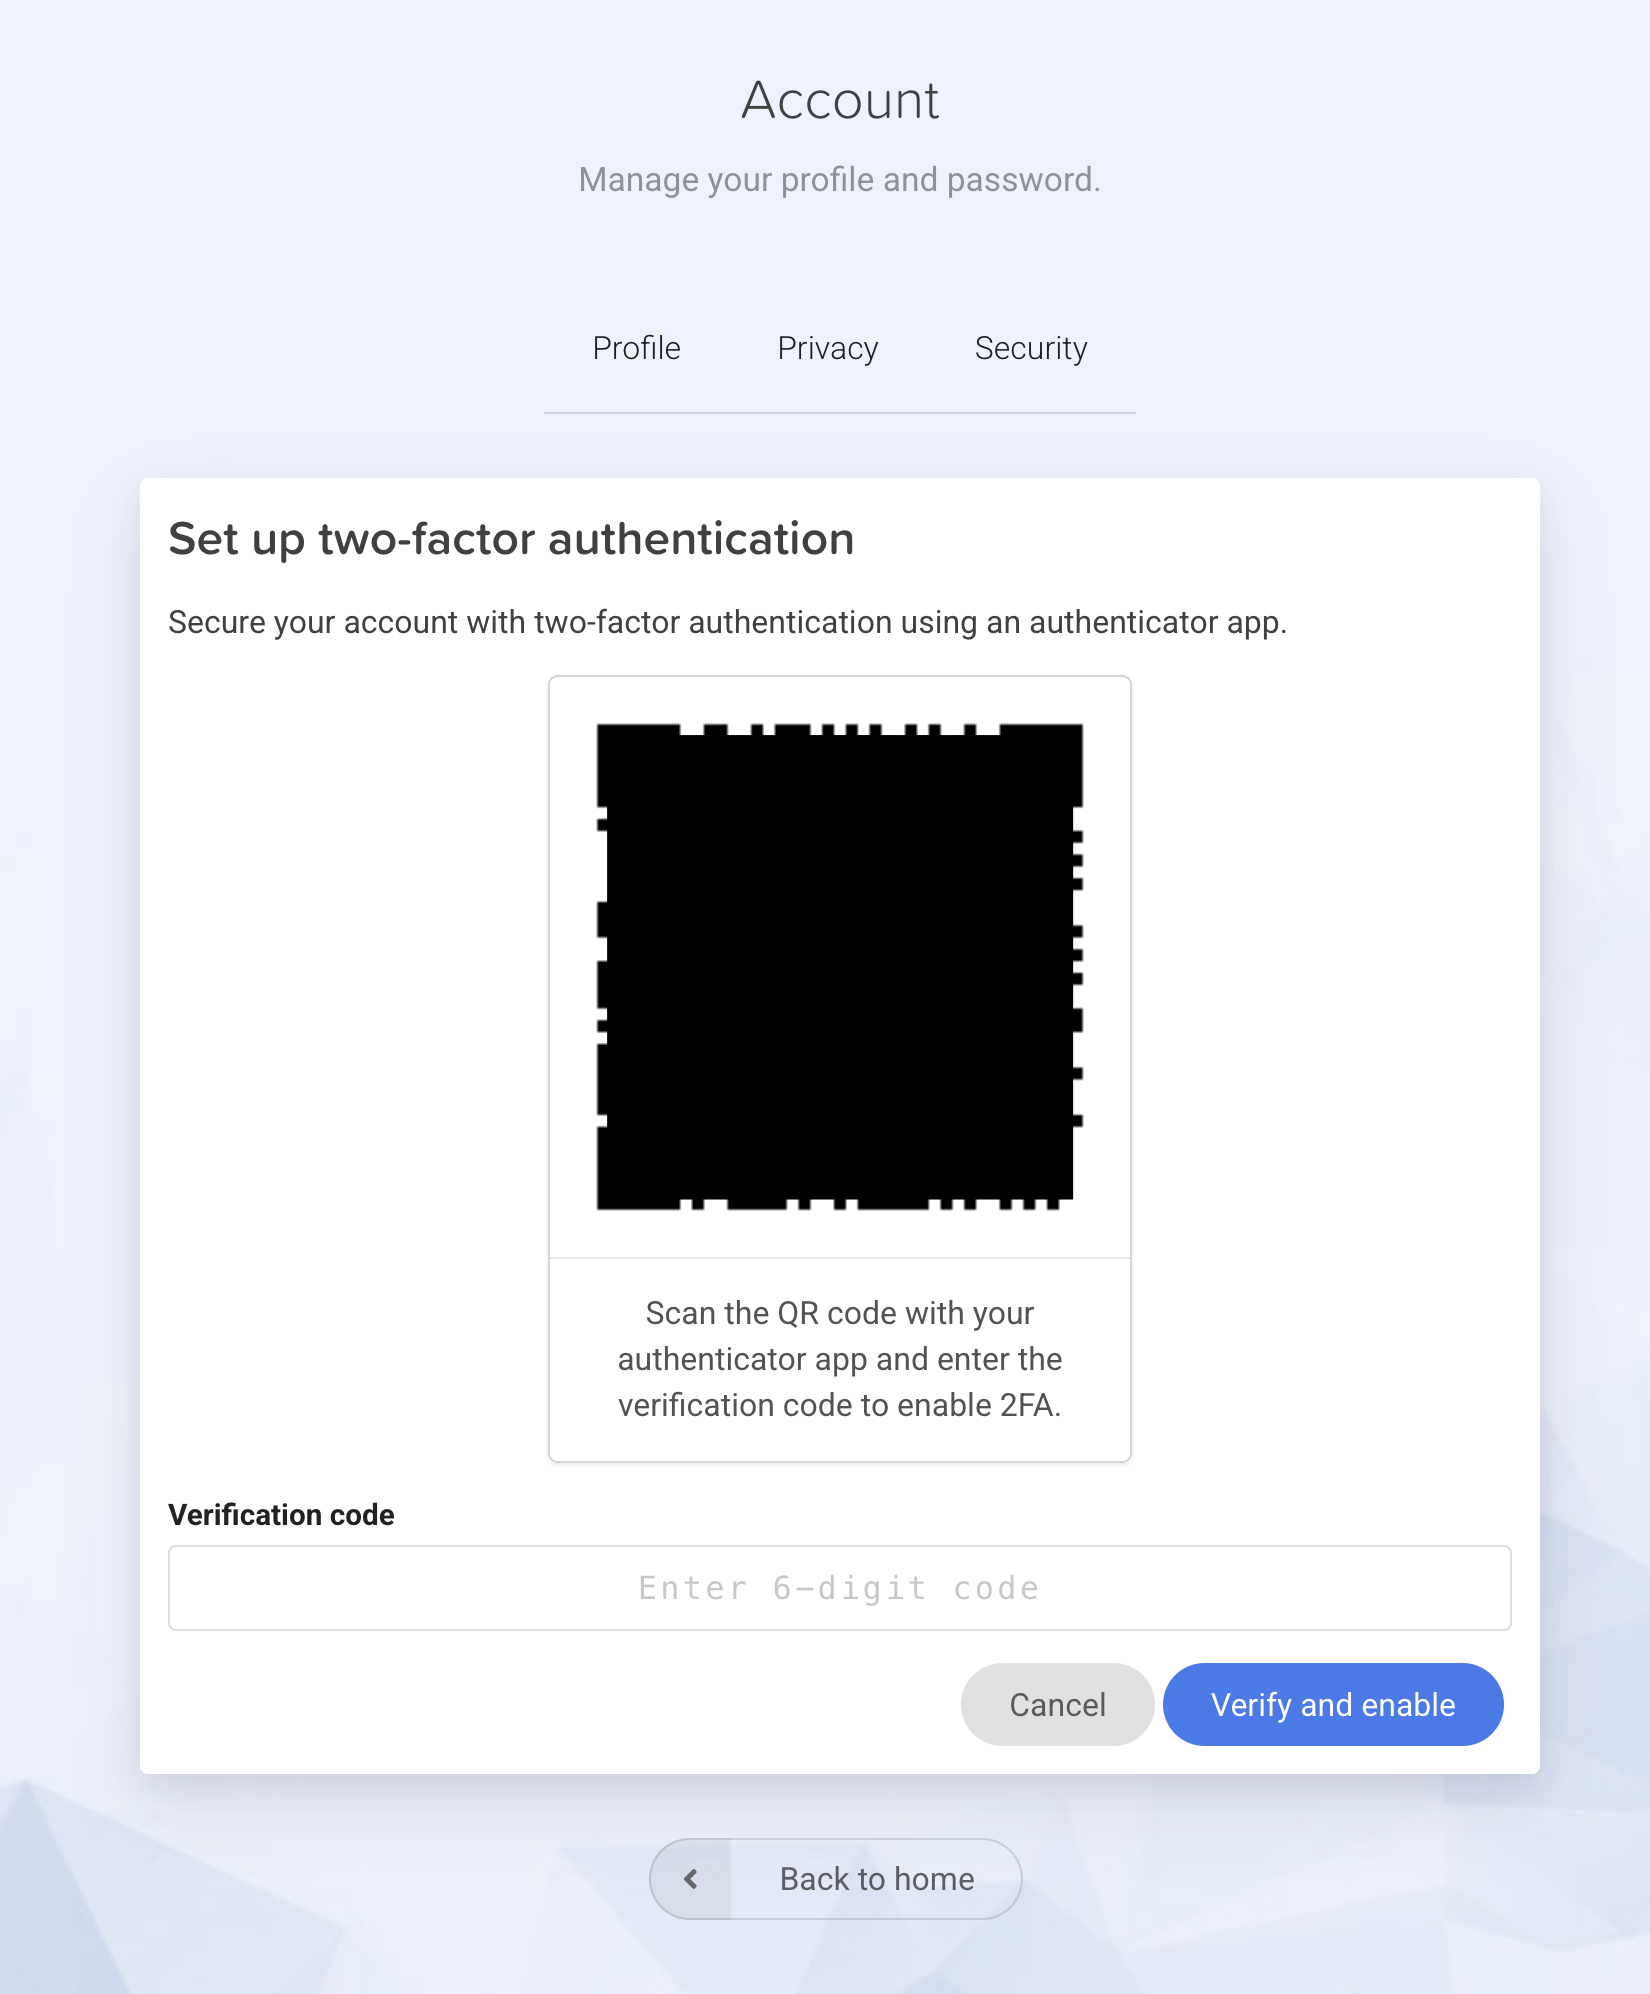 Account
Manage your profile and password.
Profile Privacy Security
Set up two-factor authentication
Secure your account with two-factor authentication using an authenticator app.
Scan the QR code with your
authenticator app and enter the
verification code to enable 2FA.
Verification code
Enter 6-digit code
Cancel Verify and enable
Back to home